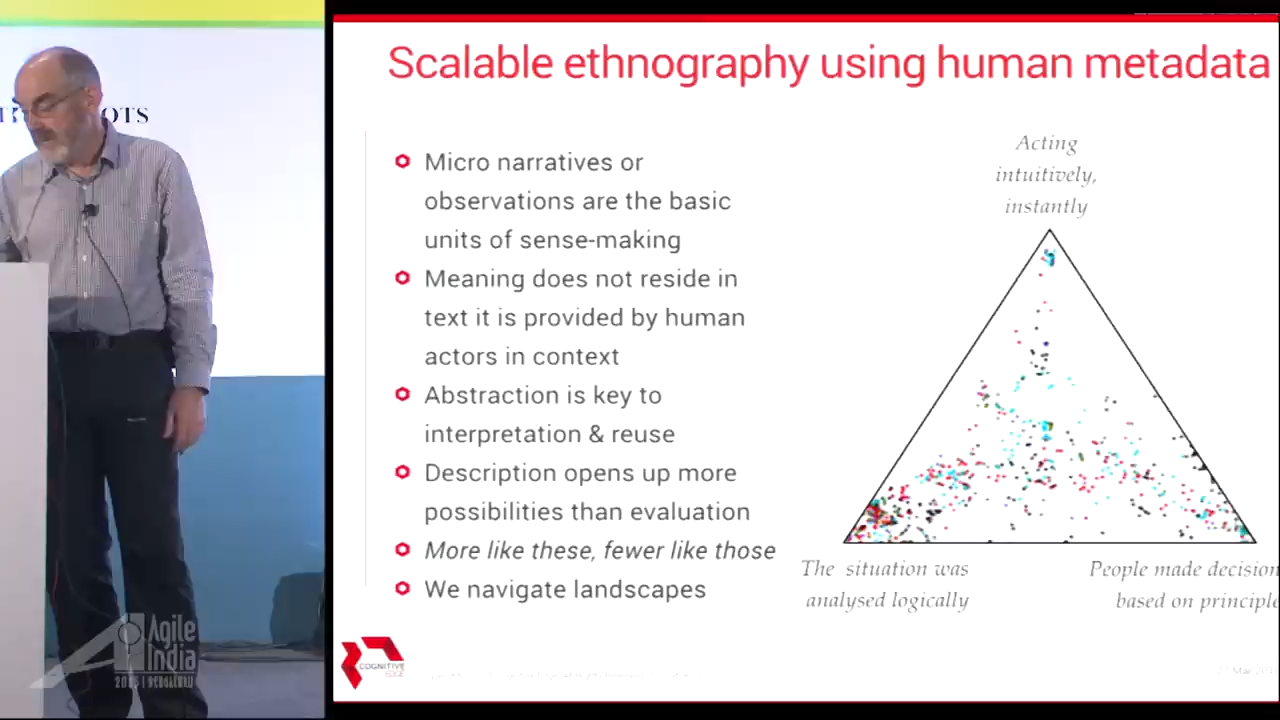 OTS
Scalable ethnography using human metadata
Micro narratives or
observations are the basic
units of sense-making
Meaning does not reside in
text it is provided by human
actors in context
Abstraction is key to
interpretation & reuse
Description opens up more
possibilities than evaluation
More like these, fewer like those
We navigate landscapes
Acting
intuitively,
instantly
The situation was
analysed logically
People made decision
based on principle
COGNITIVE
EDGE
Agile
India
2015 | BENGALURU